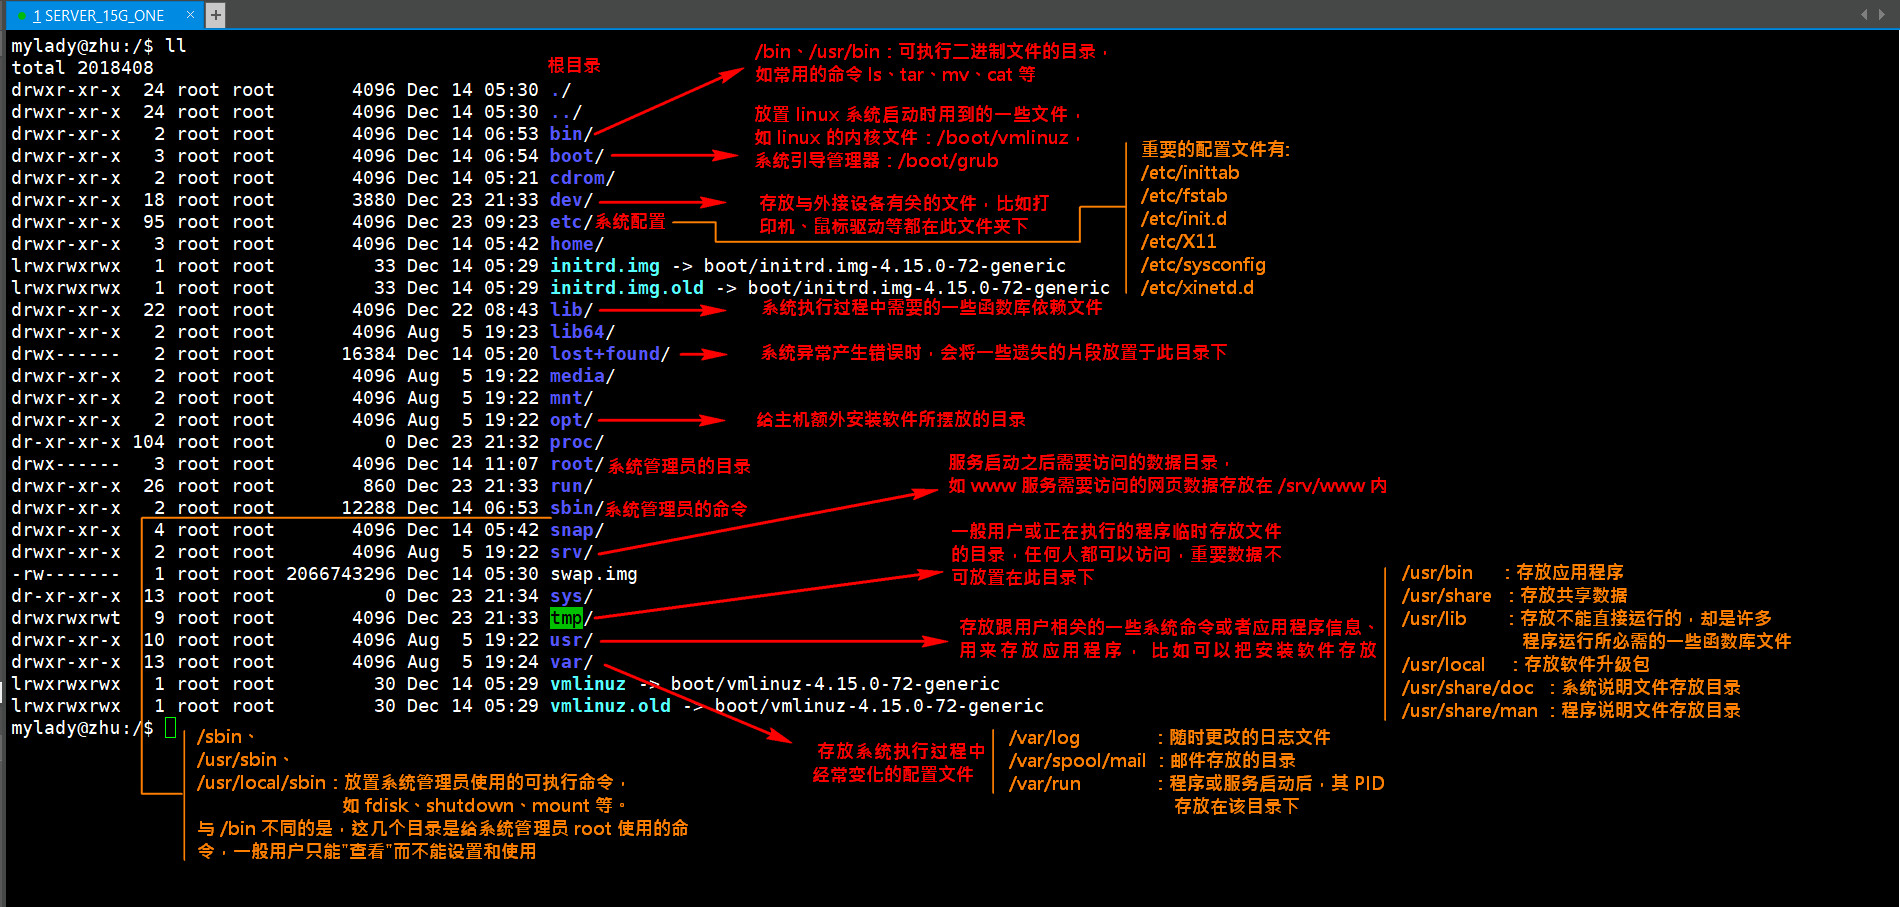 1 SERVER_15G_ONE × +
mylady@zhu:/$ ll
total 2018408
根目录
drwxr-xr-x  24 root root       4096 Dec 14 05:30 ./
drwxr-xr-x  24 root root       4096 Dec 14 05:30 ../
drwxr-xr-x   2 root root       4096 Dec 14 06:53 bin/
drwxr-xr-x   3 root root       4096 Dec 14 06:54 boot/
drwxr-xr-x   2 root root       4096 Dec 14 05:21 cdrom/
drwxr-xr-x  18 root root       3880 Dec 23 21:33 dev/
drwxr-xr-x  95 root root       4096 Dec 23 09:23 etc/系统配置
drwxr-xr-x   3 root root       4096 Dec 14 05:42 home/
lrwxrwxrwx   1 root root         33 Dec 14 05:29 initrd.img -> boot/initrd.img-4.15.0-72-generic
lrwxrwxrwx   1 root root         33 Dec 14 05:29 initrd.img.old -> boot/initrd.img-4.15.0-72-generic
drwxr-xr-x  22 root root       4096 Dec 22 08:43 lib/
drwxr-xr-x   2 root root       4096 Aug  5 19:23 lib64/
drwx------   2 root root      16384 Dec 14 05:20 lost+found/
drwxr-xr-x   2 root root       4096 Aug  5 19:22 media/
drwxr-xr-x   2 root root       4096 Aug  5 19:22 mnt/
drwxr-xr-x   2 root root       4096 Aug  5 19:22 opt/
dr-xr-xr-x 104 root root          0 Dec 23 21:32 proc/
drwx------   3 root root       4096 Dec 14 11:07 root/系统管理员的目录
drwxr-xr-x  26 root root        860 Dec 23 21:33 run/
drwxr-xr-x   2 root root      12288 Dec 14 06:53 sbin/系统管理员的命令
drwxr-xr-x   4 root root       4096 Dec 14 05:42 snap/
drwxr-xr-x   2 root root       4096 Aug  5 19:22 srv/
-rw-------   1 root root 2066743296 Dec 14 05:30 swap.img
dr-xr-xr-x  13 root root          0 Dec 23 21:34 sys/
drwxrwxrwt   9 root root       4096 Dec 23 21:33 tmp/
drwxr-xr-x  10 root root       4096 Aug  5 19:22 usr/
drwxr-xr-x  13 root root       4096 Aug  5 19:24 var/
lrwxrwxrwx   1 root root         30 Dec 14 05:29 vmlinuz -> boot/vmlinuz-4.15.0-72-generic
lrwxrwxrwx   1 root root         30 Dec 14 05:29 vmlinuz.old -> boot/vmlinuz-4.15.0-72-generic
mylady@zhu:/$
/bin、/usr/bin：可执行二进制文件的目录，
如常用的命令 ls、tar、mv、cat 等
放置 linux 系统启动时用到的一些文件，
如 linux 的内核文件：/boot/vmlinuz，
系统引导管理器：/boot/grub
存放与外接设备有关的文件，比如打
印机、鼠标驱动等都在此文件夹下
重要的配置文件有:
/etc/inittab
/etc/fstab
/etc/init.d
/etc/X11
/etc/sysconfig
/etc/xinetd.d
系统执行过程中需要的一些函数库依赖文件
系统异常产生错误时，会将一些遗失的片段放置于此目录下
给主机额外安装软件所摆放的目录
服务启动之后需要访问的数据目录，
如 www 服务需要访问的网页数据存放在 /srv/www 内
一般用户或正在执行的程序临时存放文件
的目录，任何人都可以访问，重要数据不
可放置在此目录下
存放跟用户相关的一些系统命令或者应用程序信息、
用来存放应用程序，比如可以把安装软件存放
/usr/bin ：存放应用程序
/usr/share ：存放共享数据
/usr/lib ：存放不能直接运行的，却是许多
程序运行所必需的一些函数库文件
/usr/local ：存放软件升级包
/usr/share/doc ：系统说明文件存放目录
/usr/share/man ：程序说明文件存放目录
存放系统执行过程中
经常变化的配置文件
/var/log ：随时更改的日志文件
/var/spool/mail ：邮件存放的目录
/var/run ：程序或服务启动后，其 PID
存放在该目录下
/sbin、
/usr/sbin、
/usr/local/sbin：放置系统管理员使用的可执行命令，
如 fdisk、shutdown、mount 等。
与 /bin 不同的是，这几个目录是给系统管理员 root 使用的命
令，一般用户只能"查看"而不能设置和使用